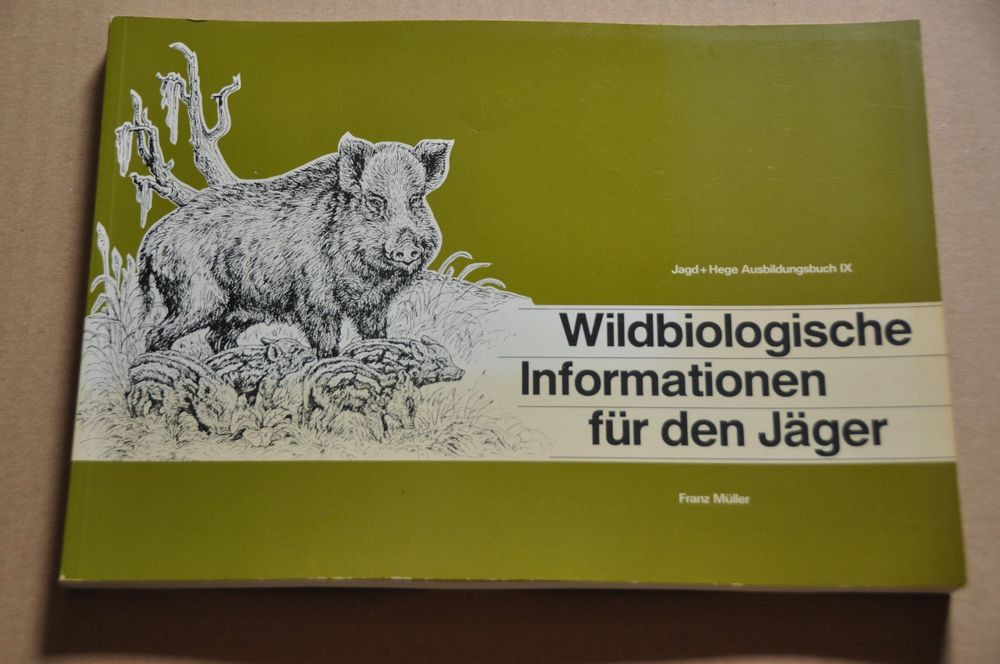 Jagd+Hege Ausbildungsbuch IX
Wildbiologische
Informationen
für den Jäger
Franz Müller